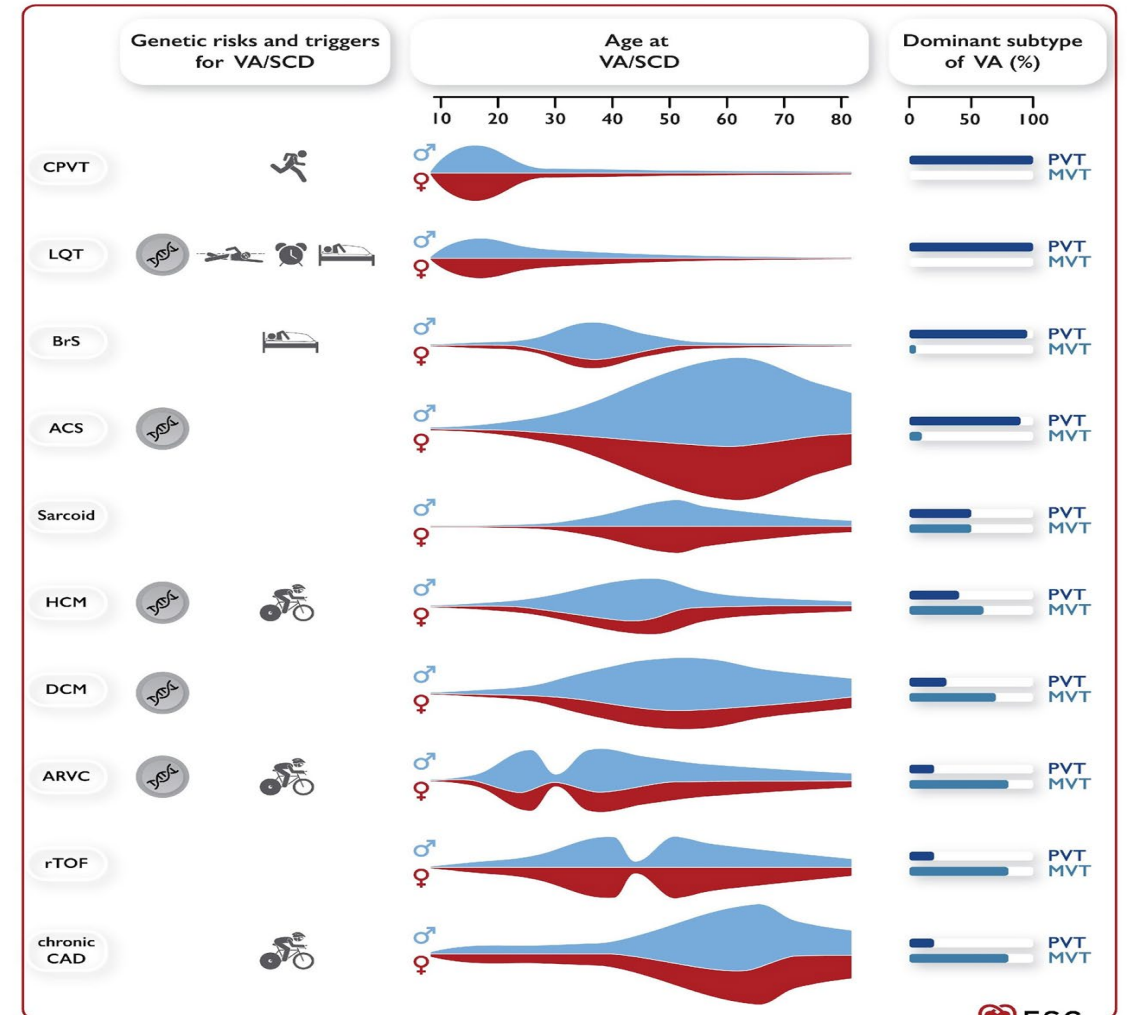 Genetic risks and triggers
for VA/SCD
Age at
VA/SCD
Dominant subtype
of VA (%)
10 20 30 40 50 60 70 80
0 50 100
CPVT
♂
♀
PVT
MVT
LQT
♂
♀
PVT
MVT
BrS
♂
♀
PVT
MVT
ACS
♂
♀
PVT
MVT
Sarcoid
♂
♀
PVT
MVT
HCM
♂
♀
PVT
MVT
DCM
♂
♀
PVT
MVT
ARVC
♂
♀
PVT
MVT
rTOF
♂
♀
PVT
MVT
chronic
CAD
♂
♀
PVT
MVT